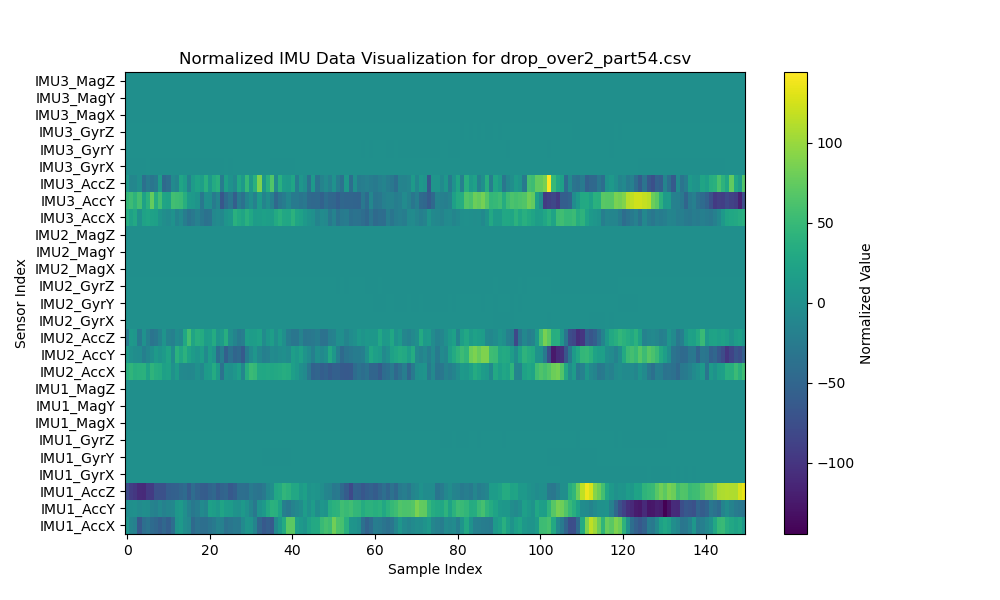 Normalized IMU Data Visualization for drop_over2_part54.csv
IMU3_MagZ
IMU3_MagY
IMU3_MagX
IMU3_GyrZ
IMU3_GyrY
IMU3_GyrX
IMU3_AccZ
IMU3_AccY
IMU3_AccX
IMU2_MagZ
IMU2_MagY
IMU2_MagX
IMU2_GyrZ
IMU2_GyrY
IMU2_GyrX
IMU2_AccZ
IMU2_AccY
IMU2_AccX
IMU1_MagZ
IMU1_MagY
IMU1_MagX
IMU1_GyrZ
IMU1_GyrY
IMU1_GyrX
IMU1_AccZ
IMU1_AccY
IMU1_AccX
Sensor Index
0 20 40 60 80 100 120 140
Sample Index
100
50
0
−50
−100
Normalized Value